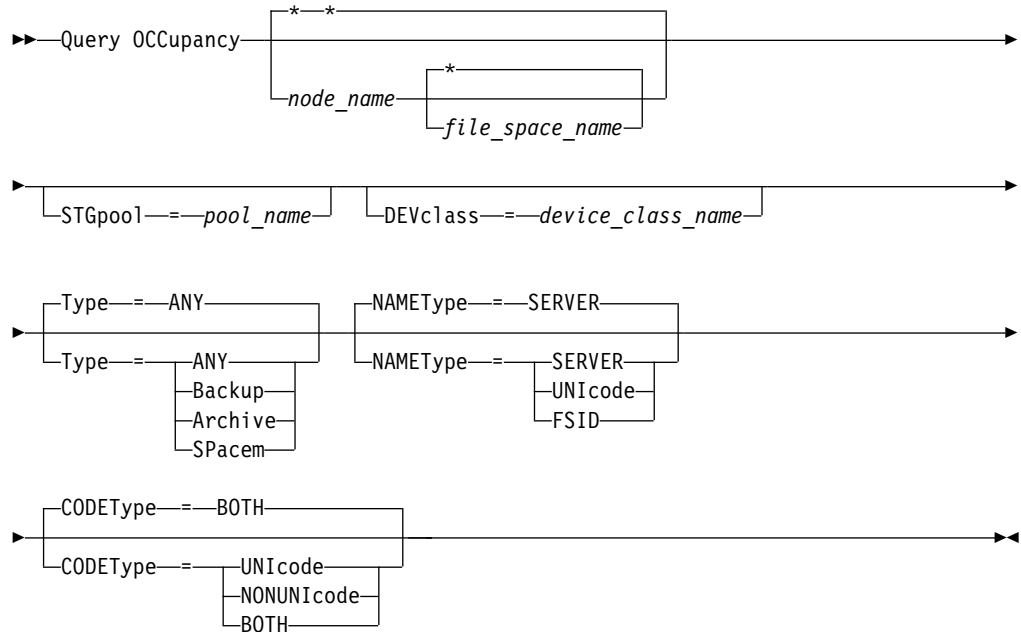 * *
Query OCCupancy
*
node_name
file_space_name
STGpool = pool_name DEVclass = device_class_name
Type = ANY NAMEType = SERVER
Type = ANY NAMEType = SERVER
Backup UNIcode
Archive FSID
SPacem
CODEType = BOTH
CODEType = UNIcode
NONUNIcode
BOTH